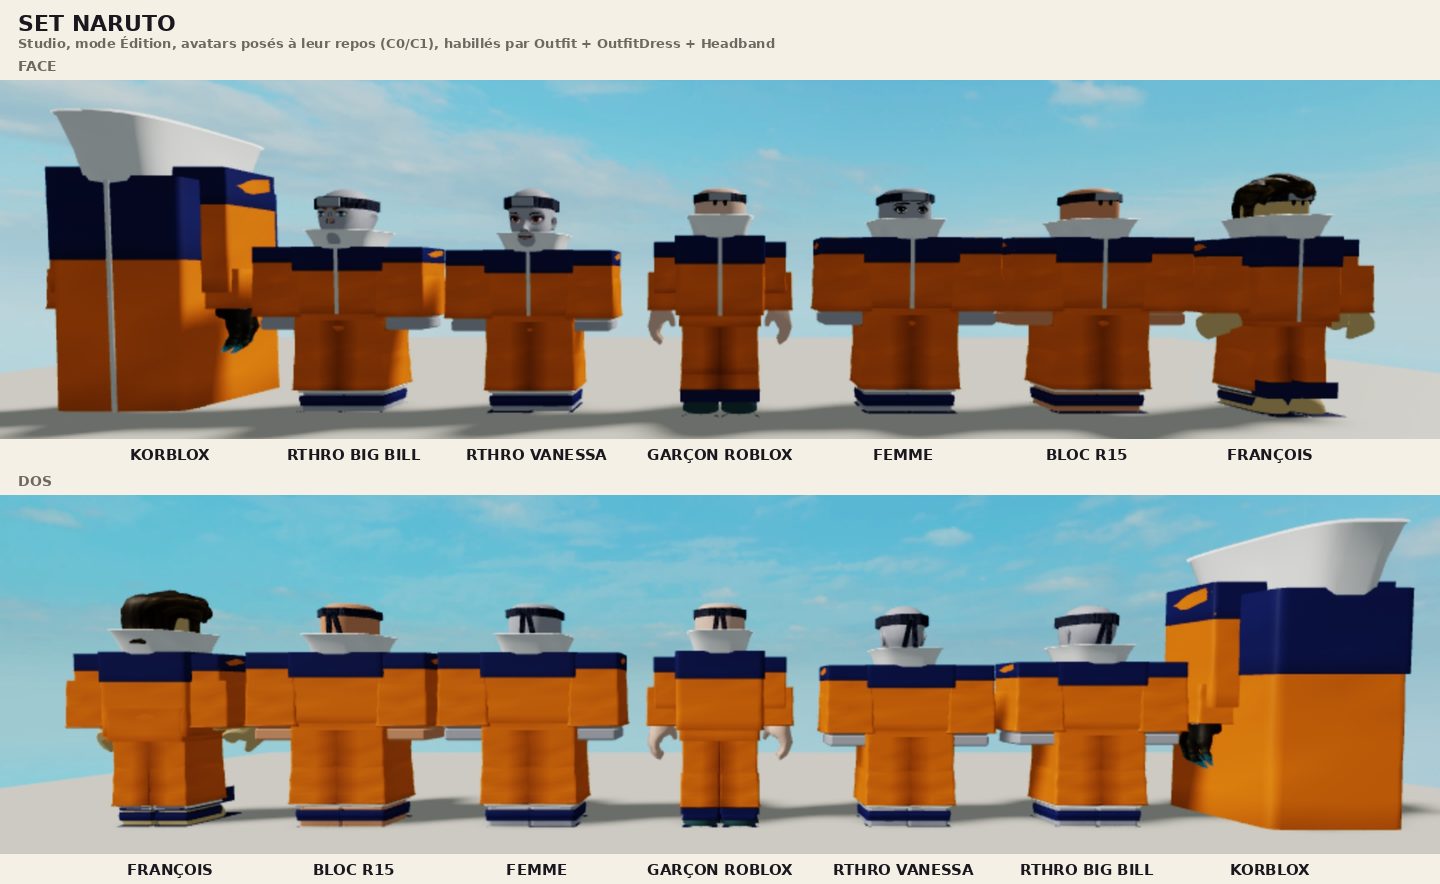 SET NARUTO
Studio, mode Édition, avatars posés à leur repos (C0/C1), habillés par Outfit + OutfitDress + Headband
FACE
KORBLOX RTHRO BIG BILL RTHRO VANESSA GARÇON ROBLOX FEMME BLOC R15 FRANÇOIS
DOS
FRANÇOIS BLOC R15 FEMME GARÇON ROBLOX RTHRO VANESSA RTHRO BIG BILL KORBLOX